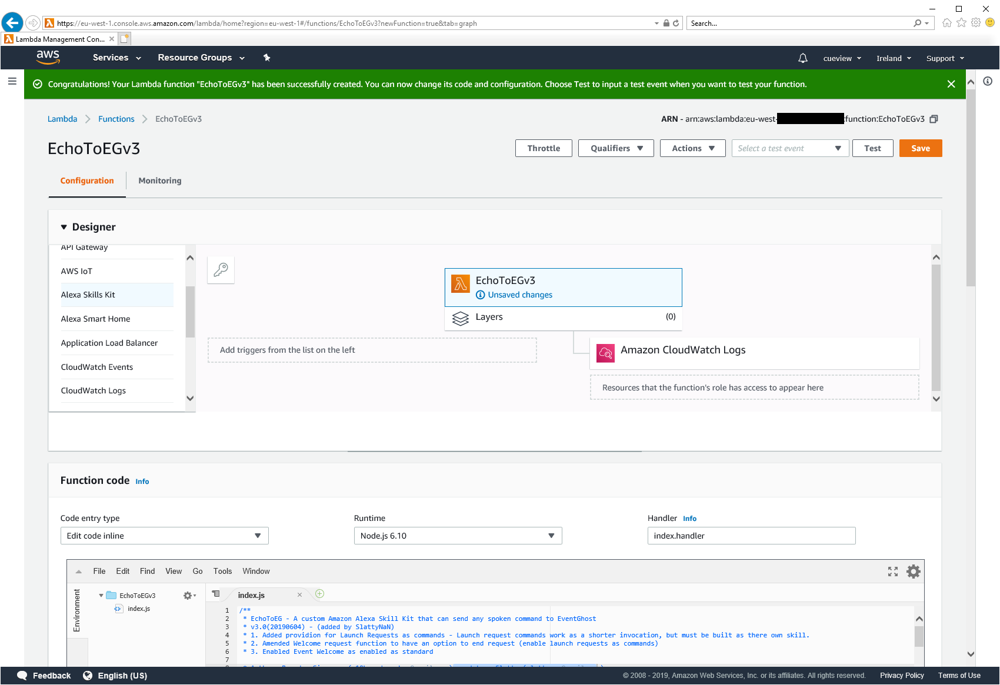 https://eu-west-1.console.aws.amazon.com/lambda/home?region=eu-west-1#/functions/EchoToEGv3?newFunction=true&tab=graph
Search...
Lambda Management Con...
aws
Services
Resource Groups
cueview
Ireland
Support
Congratulations! Your Lambda function "EchoToEGv3" has been successfully created. You can now change its code and configuration. Choose Test to input a test event when you want to test your function.
Lambda
Functions
EchoToEGv3
ARN - arn:aws:lambda:eu-west- :function:EchoToEGv3
EchoToEGv3
Throttle
Qualifiers
Actions
Select a test event
Test
Save
Configuration
Monitoring
Designer
API Gateway
AWS IoT
Alexa Skills Kit
Alexa Smart Home
Application Load Balancer
CloudWatch Events
CloudWatch Logs
EchoToEGv3
Unsaved changes
Layers
(0)
Add triggers from the list on the left
Amazon CloudWatch Logs
Resources that the function's role has access to appear here
Function code Info
Code entry type
Edit code inline
Runtime
Node.js 6.10
Handler Info
index.handler
File Edit Find View Go Tools Window
Environment
EchoToEGv3
index.js
index.js
1 /**
2 * EchoToEG - A custom Amazon Alexa Skill Kit that can send any spoken command to EventGhost
3 * v3.0(20190604) - (added by SlattyNaN)
4 * 1. Added providion for Launch Requests as commands - Launch request commands work as a shorter invocation, but must be built as there own skill.
5 * 2. Amended Welcome request function to have an option to end request (enable launch requests as commands)
6 * 3. Enabled Event Welcome as enabled as standard
7
Feedback
English (US)
© 2008 - 2019, Amazon Web Services, Inc. or its affiliates. All rights reserved.
Privacy Policy
Terms of Use